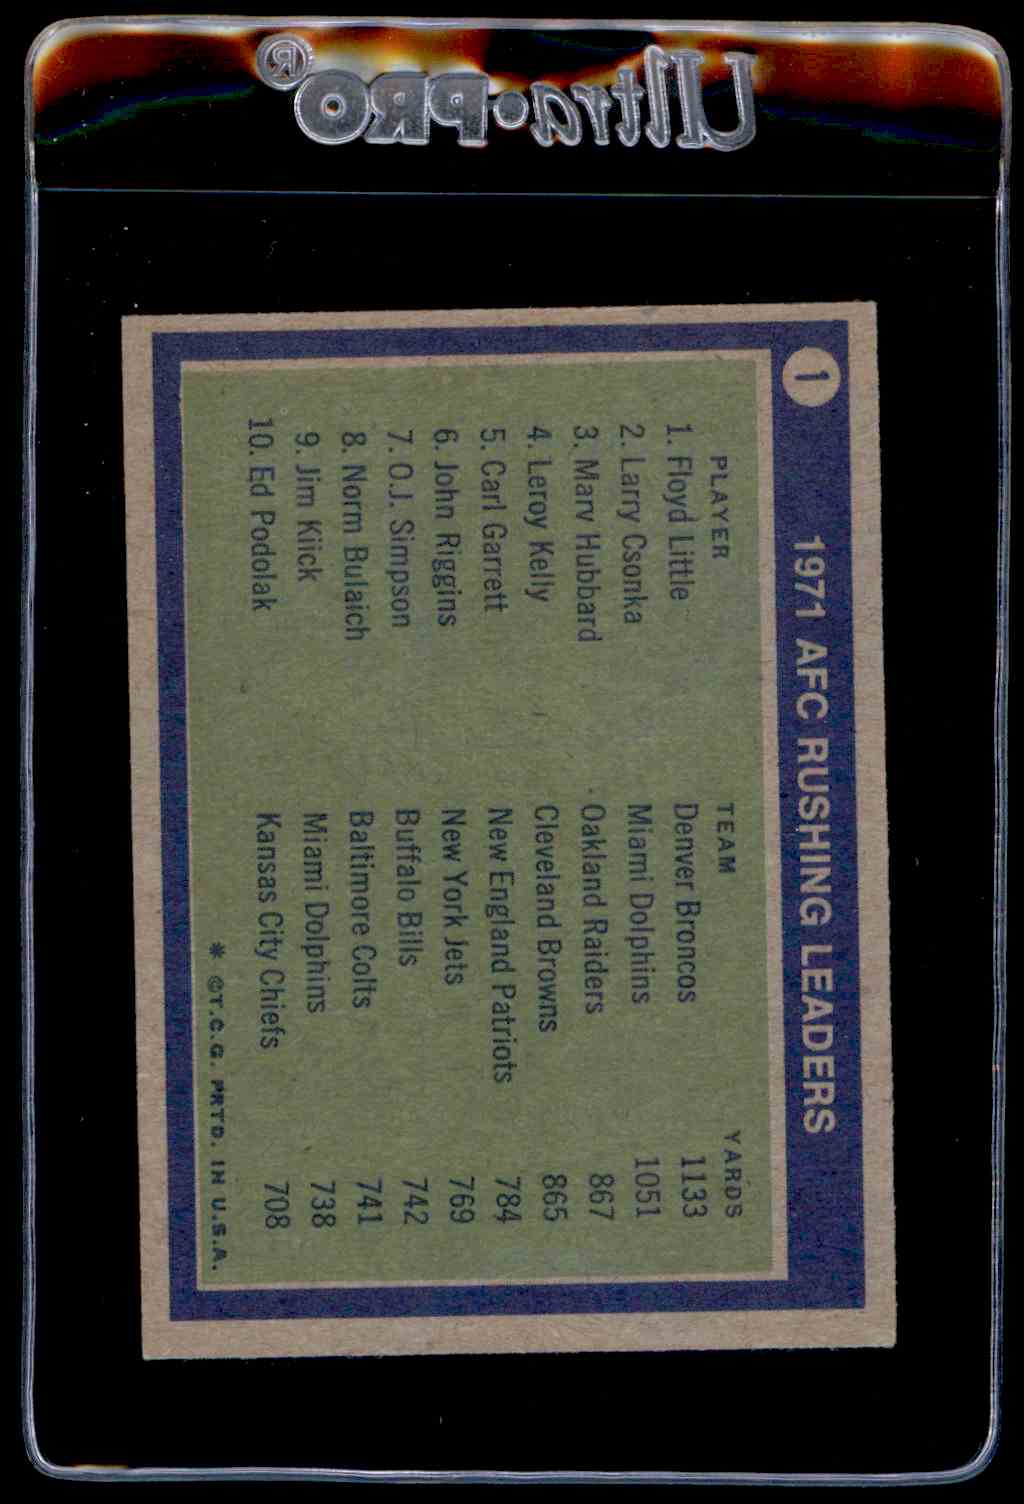 Ultra•PRO®
1
1971 AFC RUSHING LEADERS
PLAYER TEAM YARDS
1. Floyd Little Denver Broncos 1133
2. Larry Csonka Miami Dolphins 1051
3. Marv Hubbard Oakland Raiders 867
4. Leroy Kelly Cleveland Browns 865
5. Carl Garrett New England Patriots 784
6. John Riggins New York Jets 769
7. O.J. Simpson Buffalo Bills 742
8. Norm Bulaich Baltimore Colts 741
9. Jim Kiick Miami Dolphins 738
10. Ed Podolak Kansas City Chiefs 708
* ©T.C.G. PRTD. IN U.S.A.